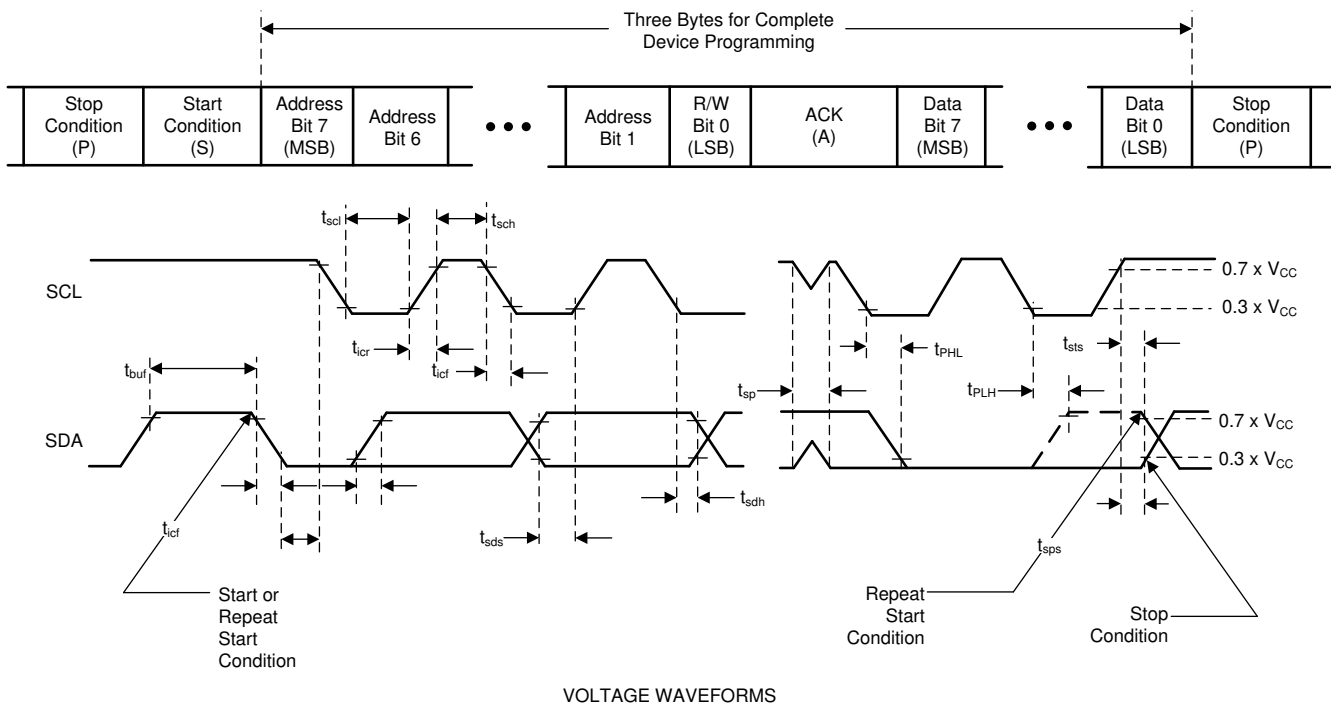 Three Bytes for Complete
Device Programming
Stop
Condition
(P)
Start
Condition
(S)
Address
Bit 7
(MSB)
Address
Bit 6
• • •
Address
Bit 1
R/W
Bit 0
(LSB)
ACK
(A)
Data
Bit 7
(MSB)
• • •
Data
Bit 0
(LSB)
Stop
Condition
(P)
tscl
tsch
SCL
0.7 x VCC
0.3 x VCC
ticr
ticf
tPHL
tsts
tbuf
tsp
tPLH
SDA
0.7 x VCC
0.3 x VCC
ticf
tsds
tsdh
tsps
Start or
Repeat
Start
Condition
Repeat
Start
Condition
Stop
Condition
VOLTAGE WAVEFORMS